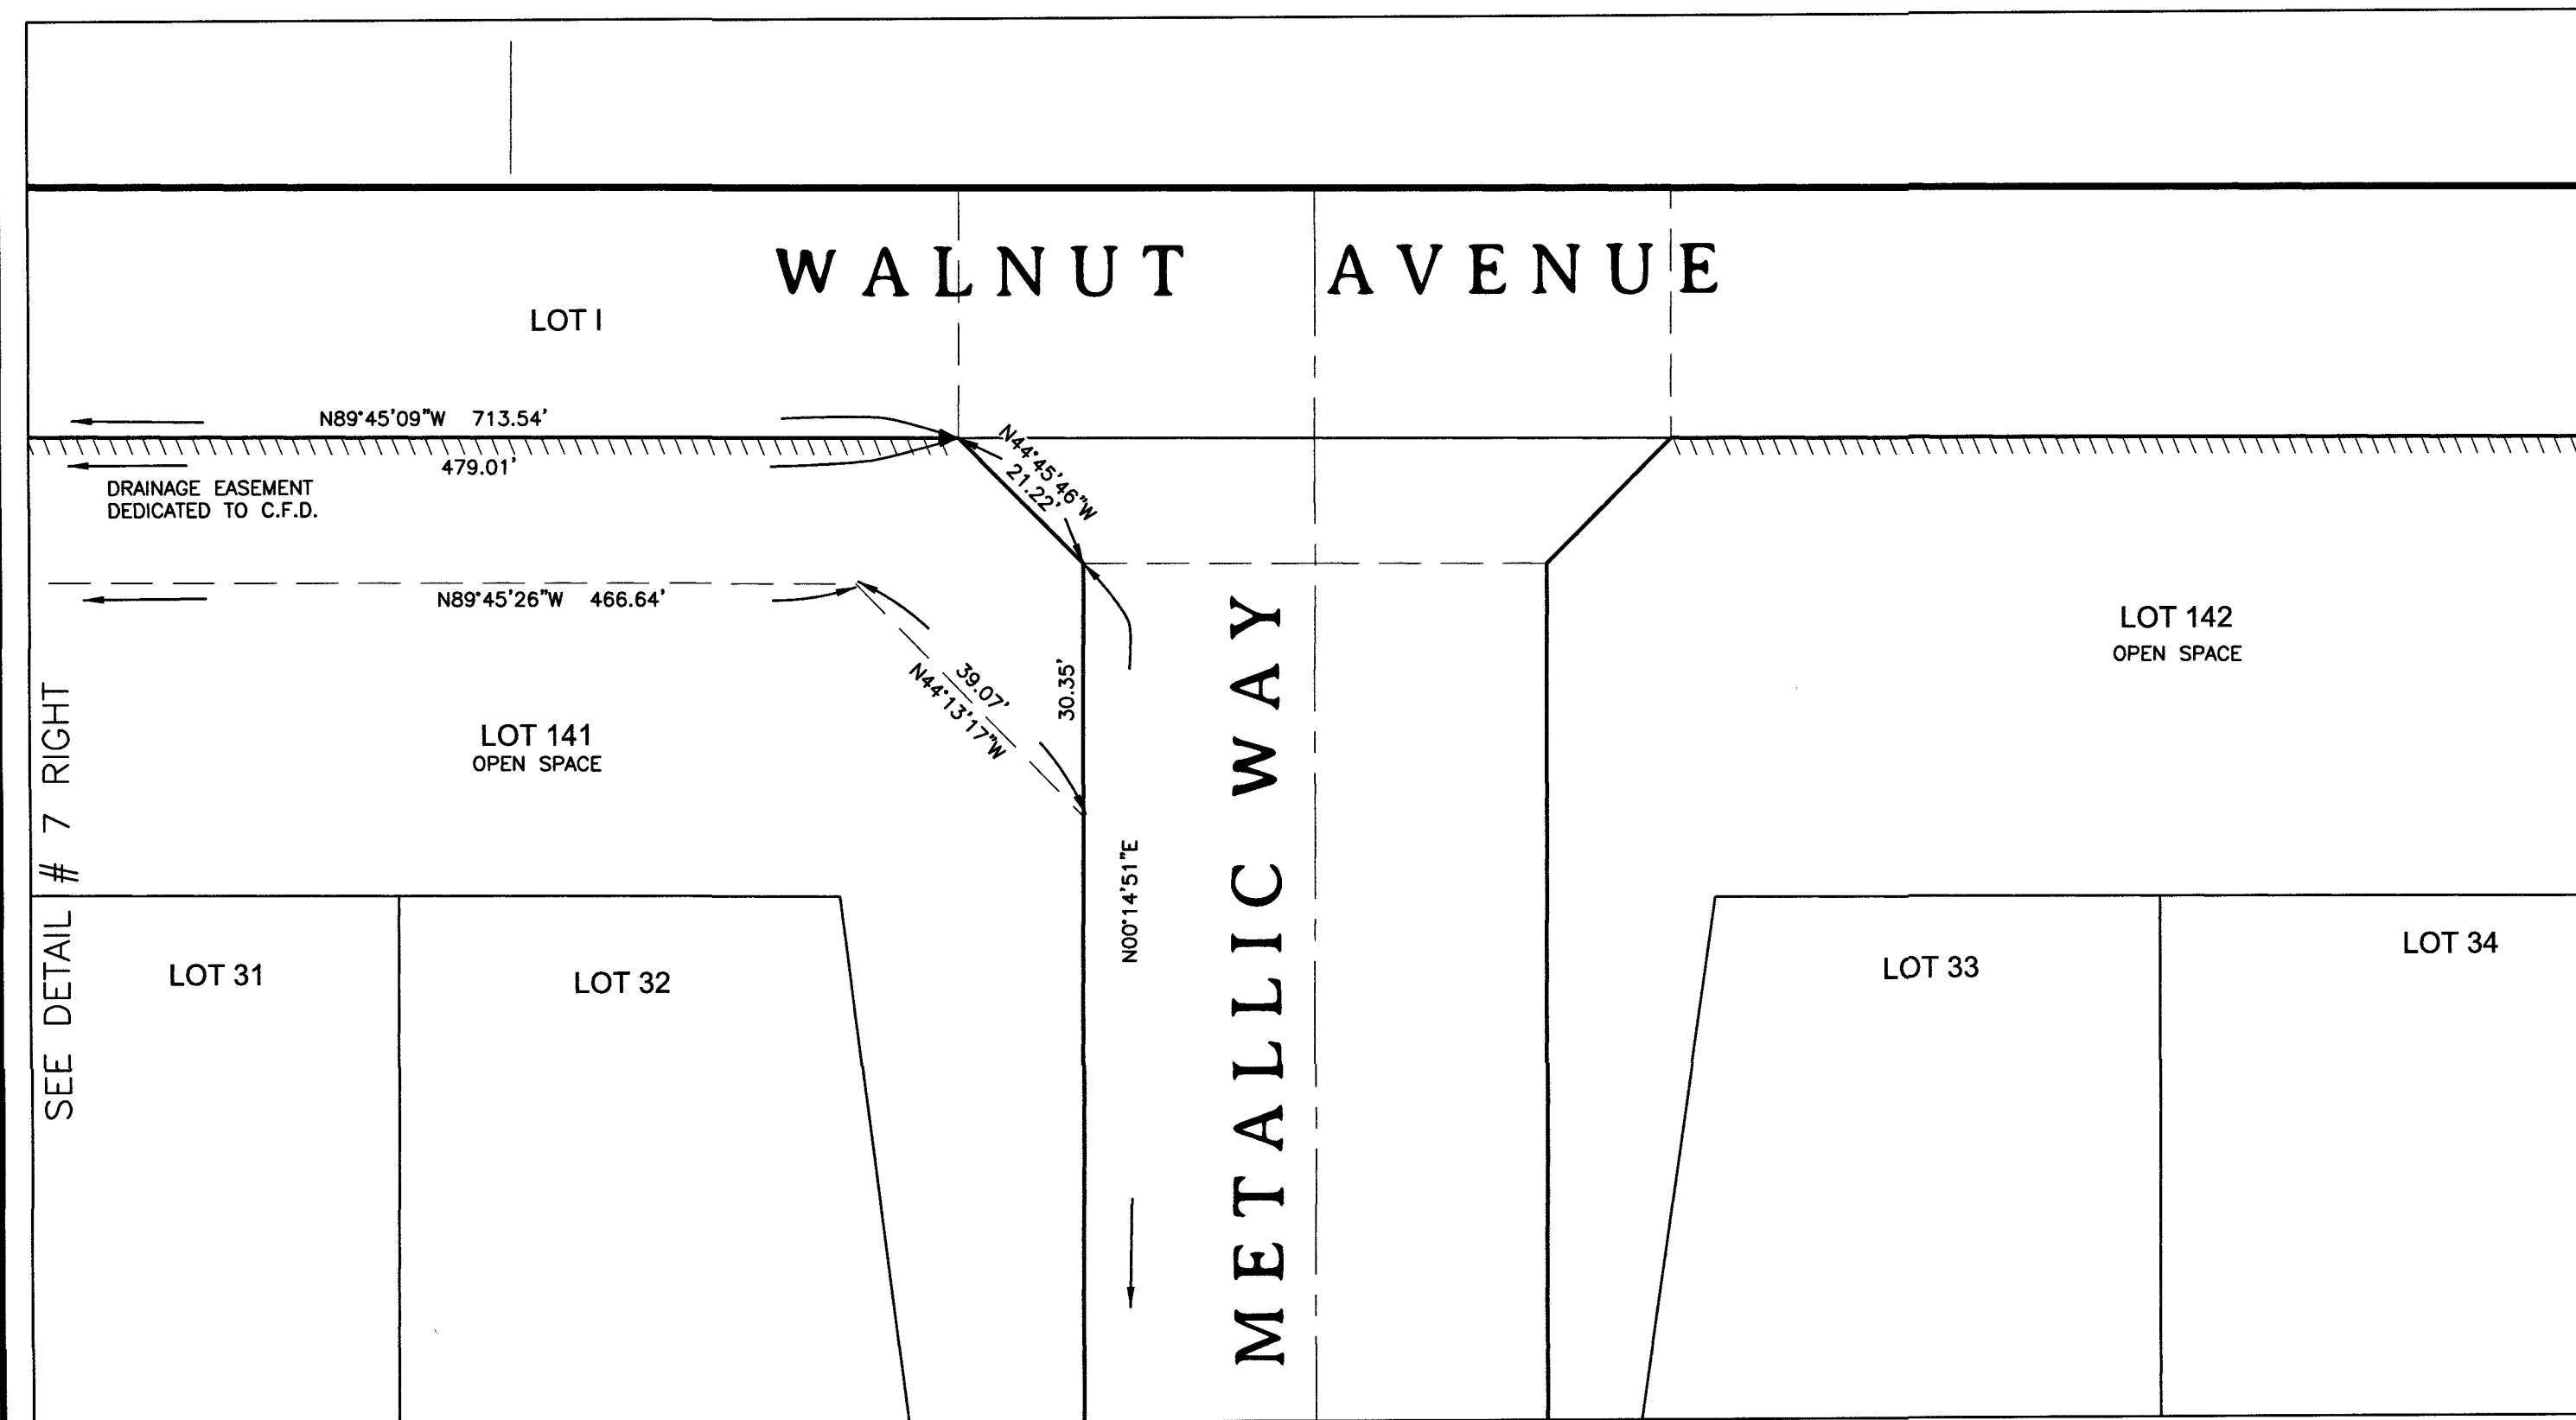 WALNUT AVENUE
LOT I
N89°45'09"W 713.54'
479.01'
DRAINAGE EASEMENT
DEDICATED TO C.F.D.
N44°45'46"W
21.22'
N89°45'26"W 466.64'
39.07'
N44°13'17"W
30.35'
N00°14'51"E
METALLIC WAY
LOT 141
OPEN SPACE
LOT 142
OPEN SPACE
SEE DETAIL # 7 RIGHT
LOT 31
LOT 32
LOT 33
LOT 34